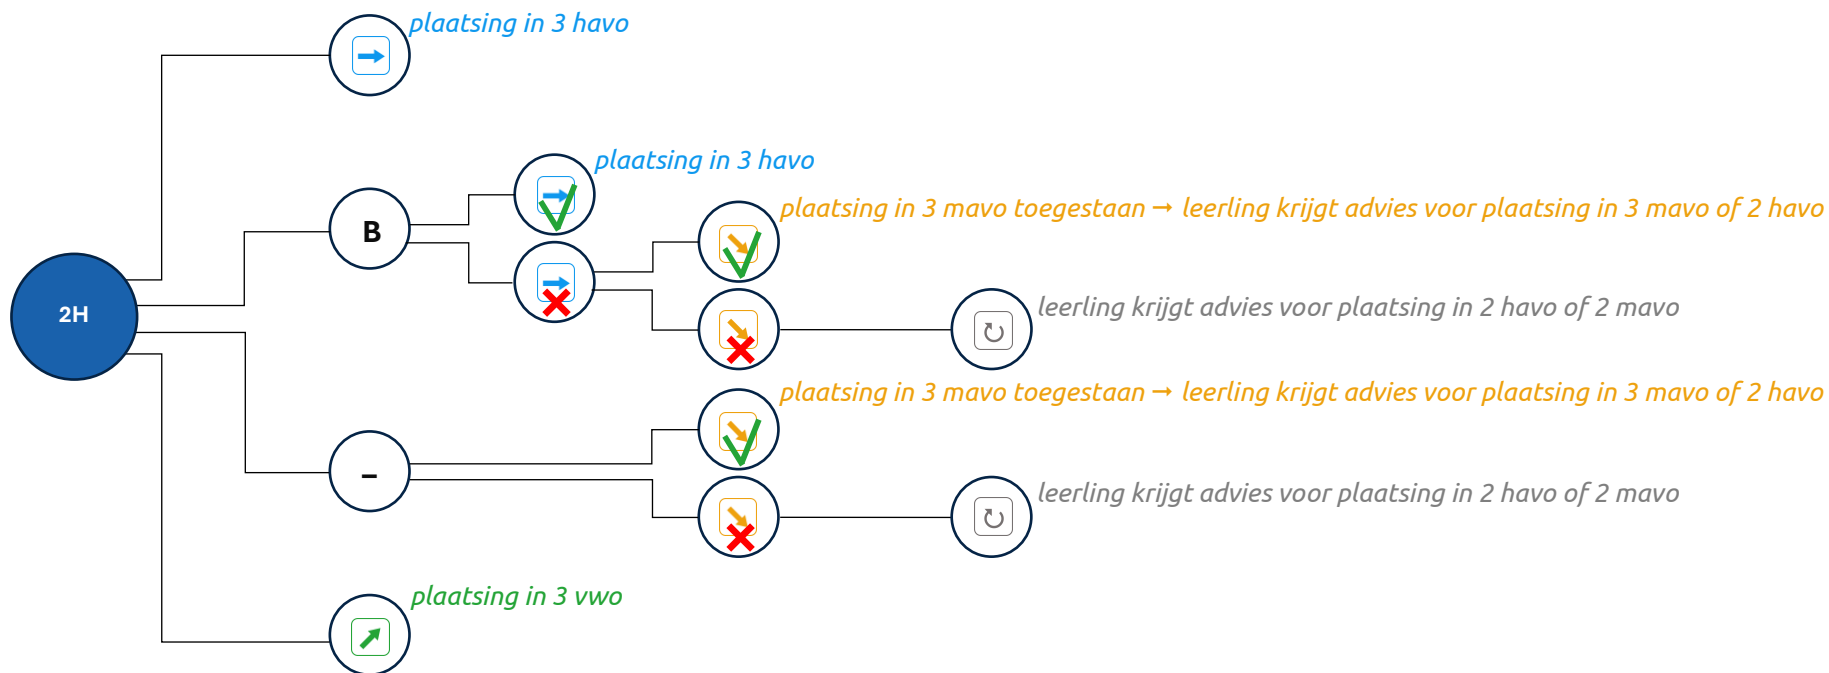 plaatsing in 3 havo
plaatsing in 3 havo
B
plaatsing in 3 mavo toegestaan → leerling krijgt advies voor plaatsing in 3 mavo of 2 havo
2H
leerling krijgt advies voor plaatsing in 2 havo of 2 mavo
plaatsing in 3 mavo toegestaan → leerling krijgt advies voor plaatsing in 3 mavo of 2 havo
–
leerling krijgt advies voor plaatsing in 2 havo of 2 mavo
plaatsing in 3 vwo